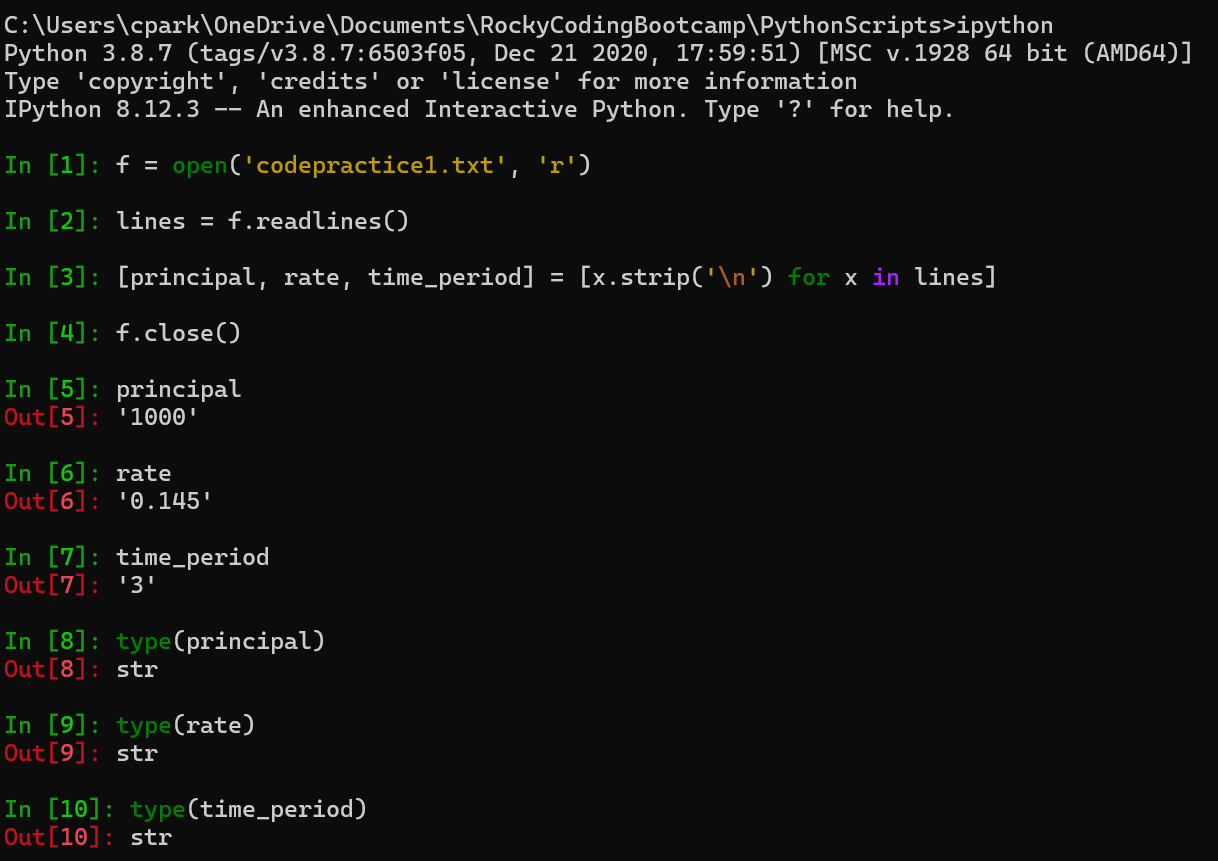 C:\Users\cpark\OneDrive\Documents\RockyCodingBootcamp\PythonScripts>ipython
Python 3.8.7 (tags/v3.8.7:6503f05, Dec 21 2020, 17:59:51) [MSC v.1928 64 bit (AMD64)]
Type 'copyright', 'credits' or 'license' for more information
IPython 8.12.3 -- An enhanced Interactive Python. Type '?' for help.
In [1]: f = open('codepractice1.txt', 'r')
In [2]: lines = f.readlines()
In [3]: [principal, rate, time_period] = [x.strip('\n') for x in lines]
In [4]: f.close()
In [5]: principal
Out[5]: '1000'
In [6]: rate
Out[6]: '0.145'
In [7]: time_period
Out[7]: '3'
In [8]: type(principal)
Out[8]: str
In [9]: type(rate)
Out[9]: str
In [10]: type(time_period)
Out[10]: str